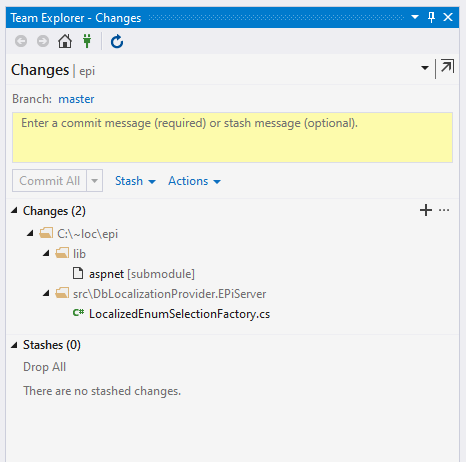 Team Explorer - Changes
Changes | epi
Branch: master
Enter a commit message (required) or stash message (optional).
Commit All Stash Actions
Changes (2)
C:\~loc\epi
lib
aspnet [submodule]
src\DbLocalizationProvider.EPiServer
C# LocalizedEnumSelectionFactory.cs
Stashes (0)
Drop All
There are no stashed changes.